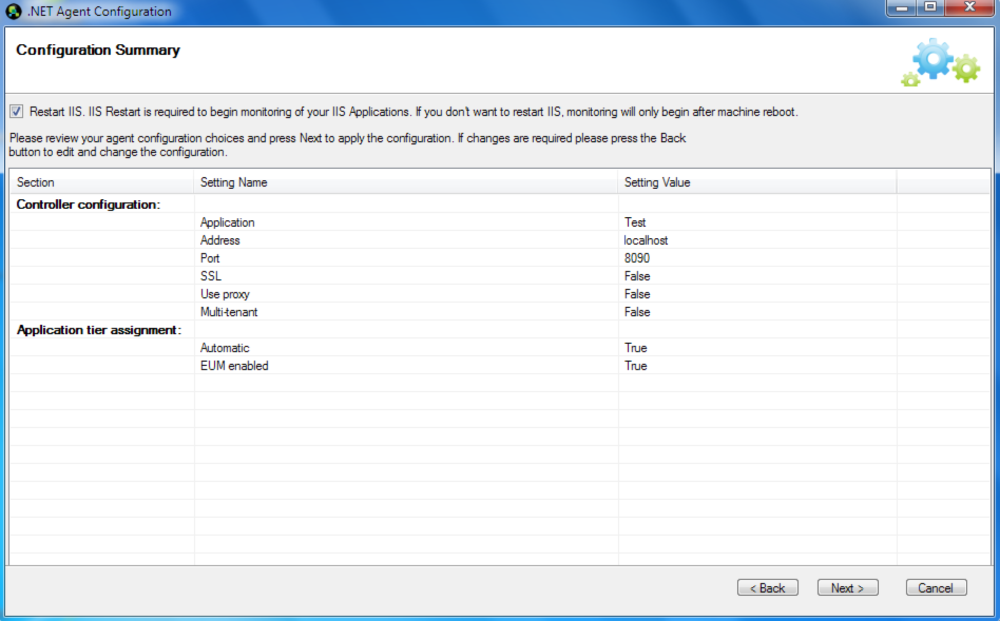 .NET Agent Configuration
Configuration Summary
Restart IIS. IIS Restart is required to begin monitoring of your IIS Applications. If you don't want to restart IIS, monitoring will only begin after machine reboot.
Please review your agent configuration choices and press Next to apply the configuration. If changes are required please press the Back
button to edit and change the configuration.
Section Setting Name Setting Value
Controller configuration:
Application Test
Address localhost
Port 8090
SSL False
Use proxy False
Multi-tenant False
Application tier assignment:
Automatic True
EUM enabled True
< Back Next > Cancel